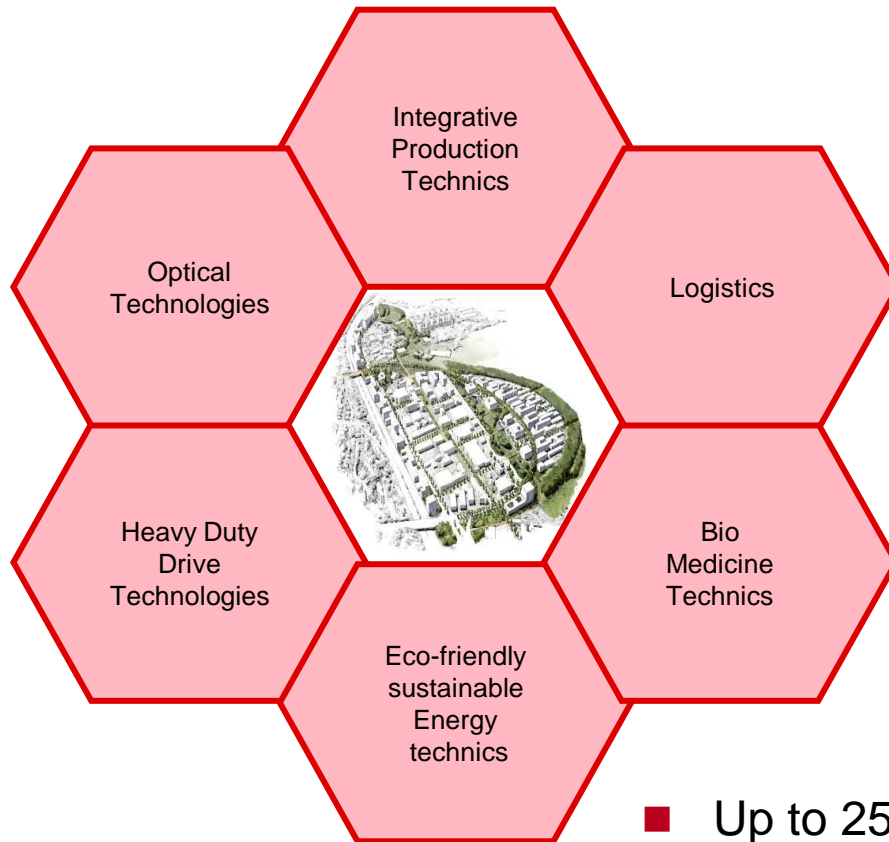 Integrative
Production
Technics
Optical
Technologies
Logistics
Heavy Duty
Drive
Technologies
Bio
Medicine
Technics
Eco-friendly
sustainable
Energy
technics
Up to 25